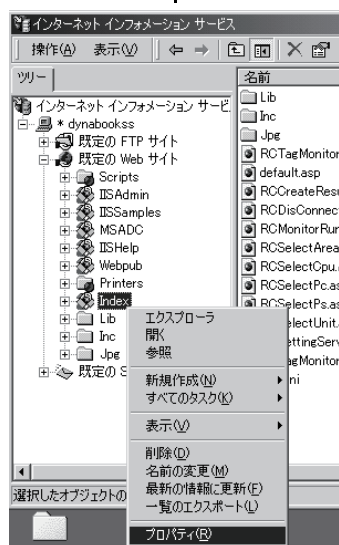 インターネット インフォメーション サービス
操作(A) 表示(V)
ツリー
名前
インターネット インフォメーション サービ
* dynabookss
既定の FTP サイト
既定の Web サイト
Scripts
IISAdmin
IISSamples
MSADC
IISHelp
Webpub
Printers
Index
Lib
Inc
Jpg
既定の S
Lib
Inc
Jpg
RCTagMonitor
default.asp
RCCreateResu
RCDisConnec
RCMonitorRun
RCSelectArea
RCSelectCpu.
RCSelectPc.as
RCSelectPs.as
electUnit.
ettingServ
agMonitor
ni
エクスプローラ
開く
参照
新規作成(N)
すべてのタスク(K)
表示(V)
削除(D)
名前の変更(M)
最新の情報に更新(F)
一覧のエクスポート(L)
プロパティ(R)
選択したオブジェクトの